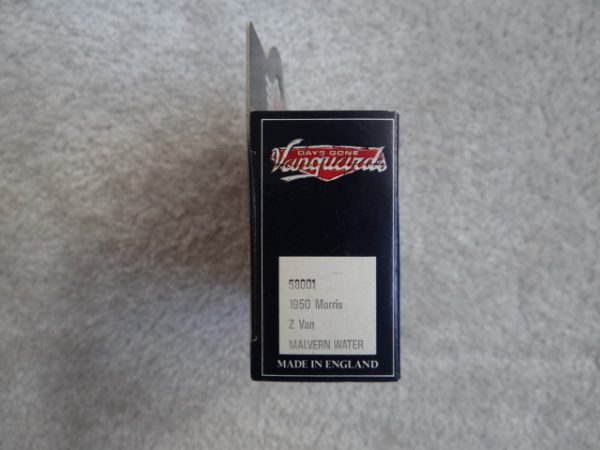 DAYS GONE
Vanguards
58001
1950 Morris
Z Van
MALVERN WATER
MADE IN ENGLAND